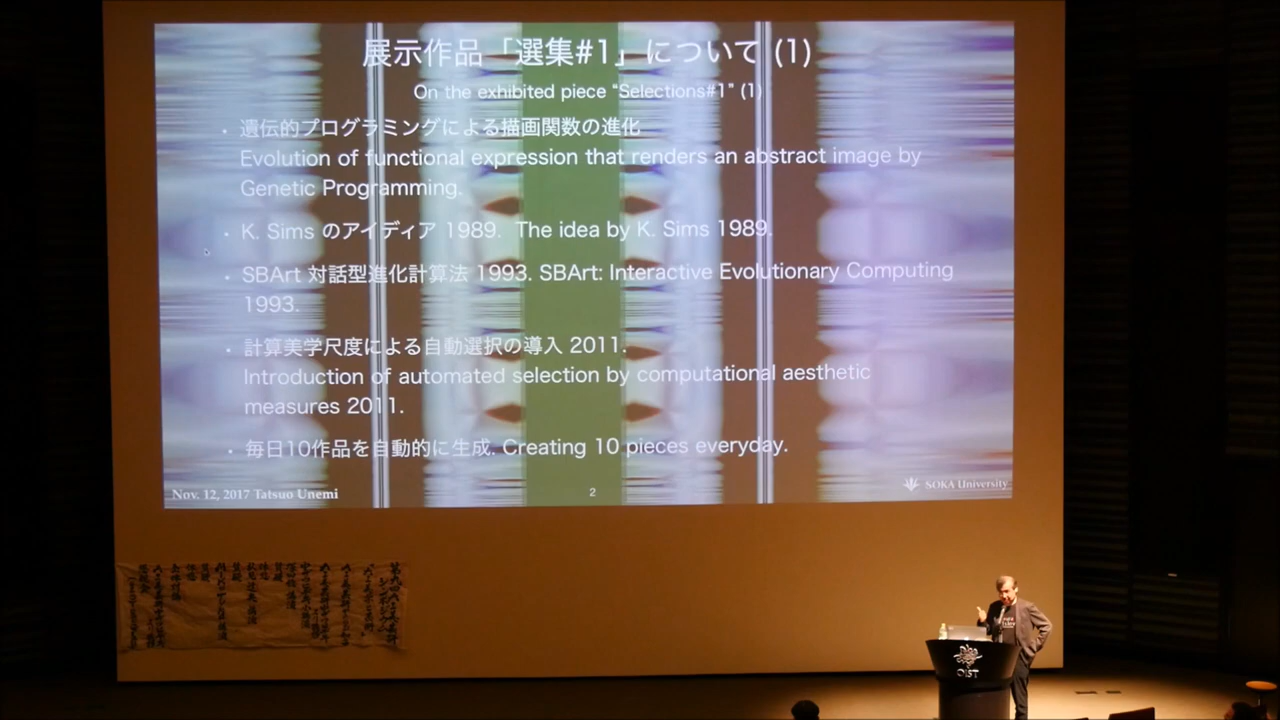 展示作品「選集#1」について (1)
On the exhibited piece “Selections#1” (1)
・遺伝的プログラミングによる描画関数の進化
Evolution of functional expression that renders an abstract image by
Genetic Programming.
・K. Sims のアイディア 1989. The idea by K. Sims 1989.
・SBArt 対話型進化計算法 1993. SBArt: Interactive Evolutionary Computing
1993.
・計算美学尺度による自動選択の導入 2011.
Introduction of automated selection by computational aesthetic
measures 2011.
・毎日10作品を自動的に生成. Creating 10 pieces everyday.
Nov. 12, 2017 Tatsuo Unemi
2
SOKA University
OIST